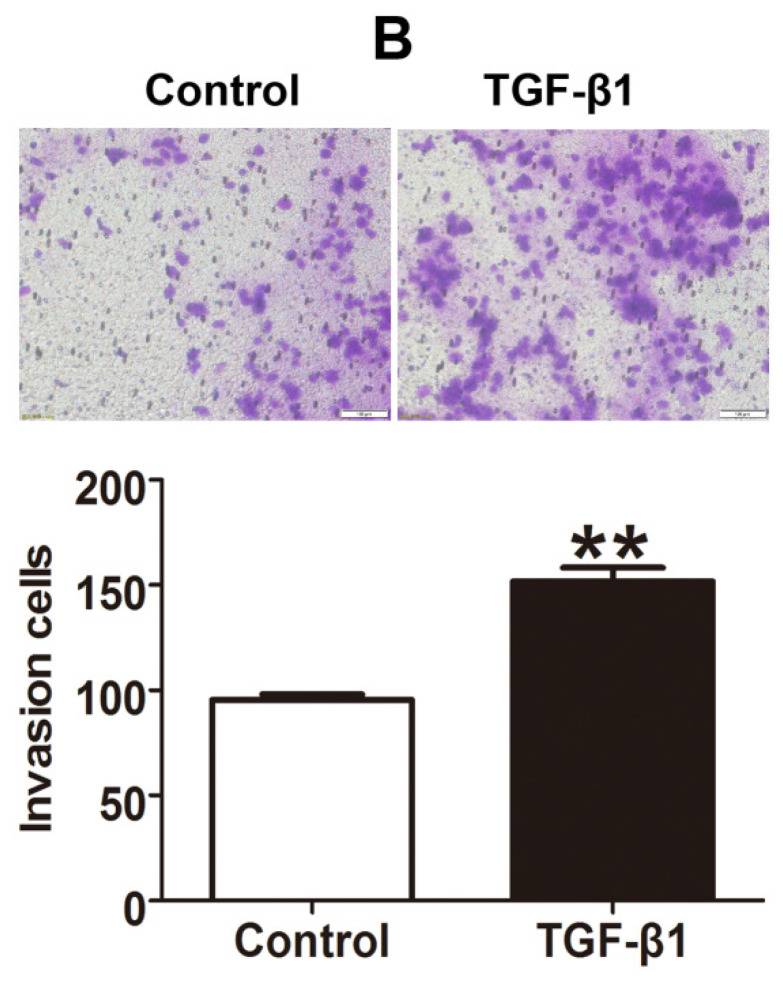 B
Control TGF-β1
200
150
100
50
0
Invasion cells
**
Control TGF-β1